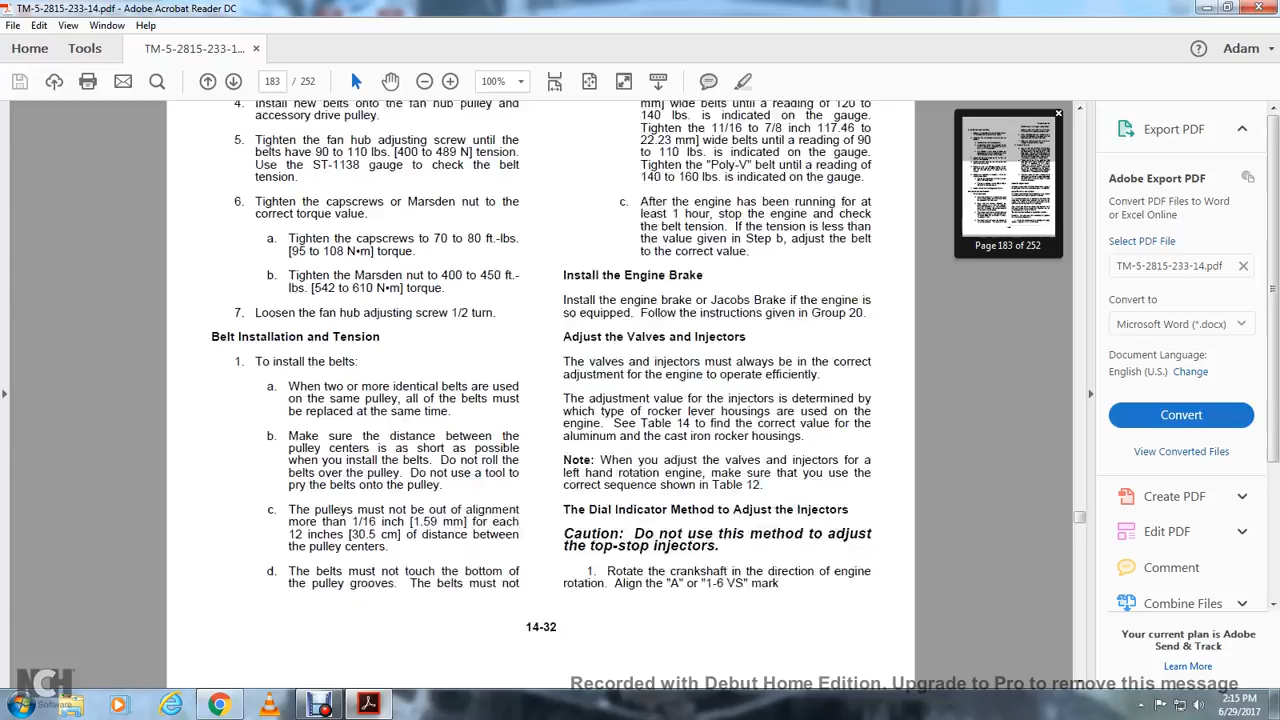 TM-5-2815-233-14.pdf - Adobe Acrobat Reader DC
File Edit View Window Help
Home Tools TM-5-2815-233-1... × Adam
183 / 252 100%
4. Install new belts onto the fan hub pulley and
accessory drive pulley.
5. Tighten the fan hub adjusting screw until the
belts have 90 to 110 lbs. [400 to 489 N] tension.
Use the ST-1138 gauge to check the belt
tension.
6. Tighten the capscrews or Marsden nut to the
correct torque value.
a. Tighten the capscrews to 70 to 80 ft.-lbs.
[95 to 108 N•m] torque.
b. Tighten the Marsden nut to 400 to 450 ft.-
lbs. [542 to 610 N•m] torque.
7. Loosen the fan hub adjusting screw 1/2 turn.
Belt Installation and Tension
1. To install the belts:
a. When two or more identical belts are used
on the same pulley, all of the belts must
be replaced at the same time.
b. Make sure the distance between the
pulley centers is as short as possible
when you install the belts. Do not roll the
belts over the pulley. Do not use a tool to
pry the belts onto the pulley.
c. The pulleys must not be out of alignment
more than 1/16 inch [1.59 mm] for each
12 inches [30.5 cm] of distance between
the pulley centers.
d. The belts must not touch the bottom of
the pulley grooves. The belts must not
mm] wide belts until a reading of 120 to
140 lbs. is indicated on the gauge.
Tighten the 11/16 to 7/8 inch 117.46 to
22.23 mm] wide belts until a reading of 90
to 110 lbs. is indicated on the gauge.
Tighten the "Poly-V" belt until a reading of
140 to 160 lbs. is indicated on the gauge.
c. After the engine has been running for at
least 1 hour, stop the engine and check
the belt tension. If the tension is less than
the value given in Step b, adjust the belt
to the correct value.
Install the Engine Brake
Install the engine brake or Jacobs Brake if the engine is
so equipped. Follow the instructions given in Group 20.
Adjust the Valves and Injectors
The valves and injectors must always be in the correct
adjustment for the engine to operate efficiently.
The adjustment value for the injectors is determined by
which type of rocker lever housings are used on the
engine. See Table 14 to find the correct value for the
aluminum and the cast iron rocker housings.
Note: When you adjust the valves and injectors for a
left hand rotation engine, make sure that you use the
correct sequence shown in Table 12.
The Dial Indicator Method to Adjust the Injectors
Caution: Do not use this method to adjust
the top-stop injectors.
1. Rotate the crankshaft in the direction of engine
rotation. Align the "A" or "1-6 VS" mark
14-32
Page 183 of 252
Export PDF
Adobe Export PDF
Convert PDF Files to Word
or Excel Online
Select PDF File
TM-5-2815-233-14.pdf
Convert to
Microsoft Word (*.docx)
Document Language:
English (U.S.) Change
Convert
View Converted Files
Create PDF
Edit PDF
Comment
Combine Files
Your current plan is Adobe
Send & Track
Learn More
Recorded with Debut Home Edition. Upgrade to Pro to remove this message
NCH
Software
2:15 PM
6/29/2017